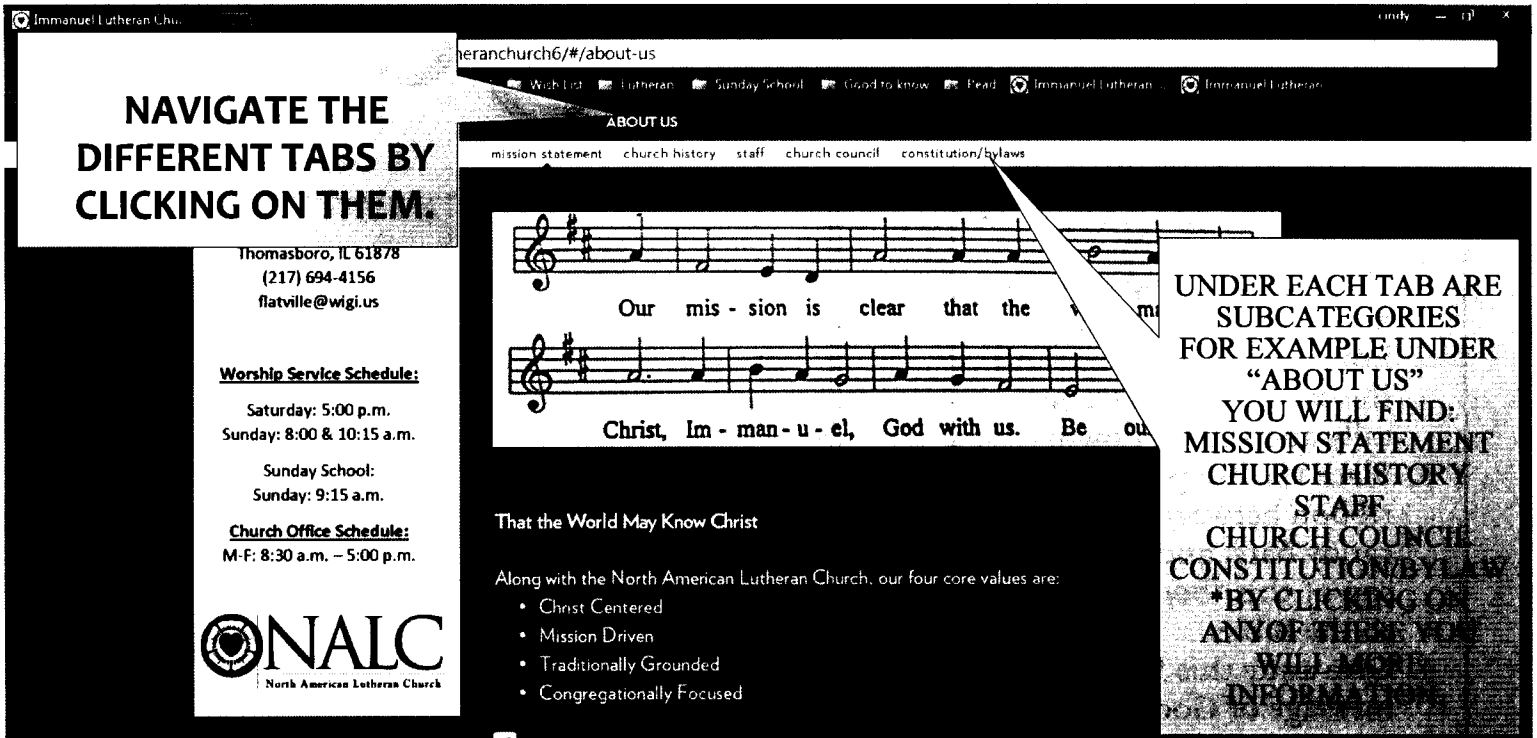 Immanuel Lutheran Chu
cindy
NAVIGATE THE
DIFFERENT TABS BY
CLICKING ON THEM.
heranchurch6/#/about-us
Wish List Lutheran Sunday School Good to know Read Immanuel Lutheran ... Immanuel Lutheran
ABOUT US
mission statement church history staff church council constitution/bylaws
Thomasboro, IL 61878
(217) 694-4156
flatville@wigi.us
Worship Service Schedule:
Saturday: 5:00 p.m.
Sunday: 8:00 & 10:15 a.m.
Sunday School:
Sunday: 9:15 a.m.
Church Office Schedule:
M-F: 8:30 a.m. – 5:00 p.m.
NALC
North American Lutheran Church
Our mis - sion is clear that the
Christ, Im - man - u - el, God with us. Be ou
That the World May Know Christ
Along with the North American Lutheran Church, our four core values are:
• Christ Centered
• Mission Driven
• Traditionally Grounded
• Congregationally Focused
UNDER EACH TAB ARE
SUBCATEGORIES
FOR EXAMPLE UNDER
“ABOUT US”
YOU WILL FIND:
MISSION STATEMENT
CHURCH HISTORY
STAFF
CHURCH COUNCIL
CONSTITUTION/BYLAW
*BY CLICKING ON
ANYOF THESE YOU
WILL MORE
INFORMATION